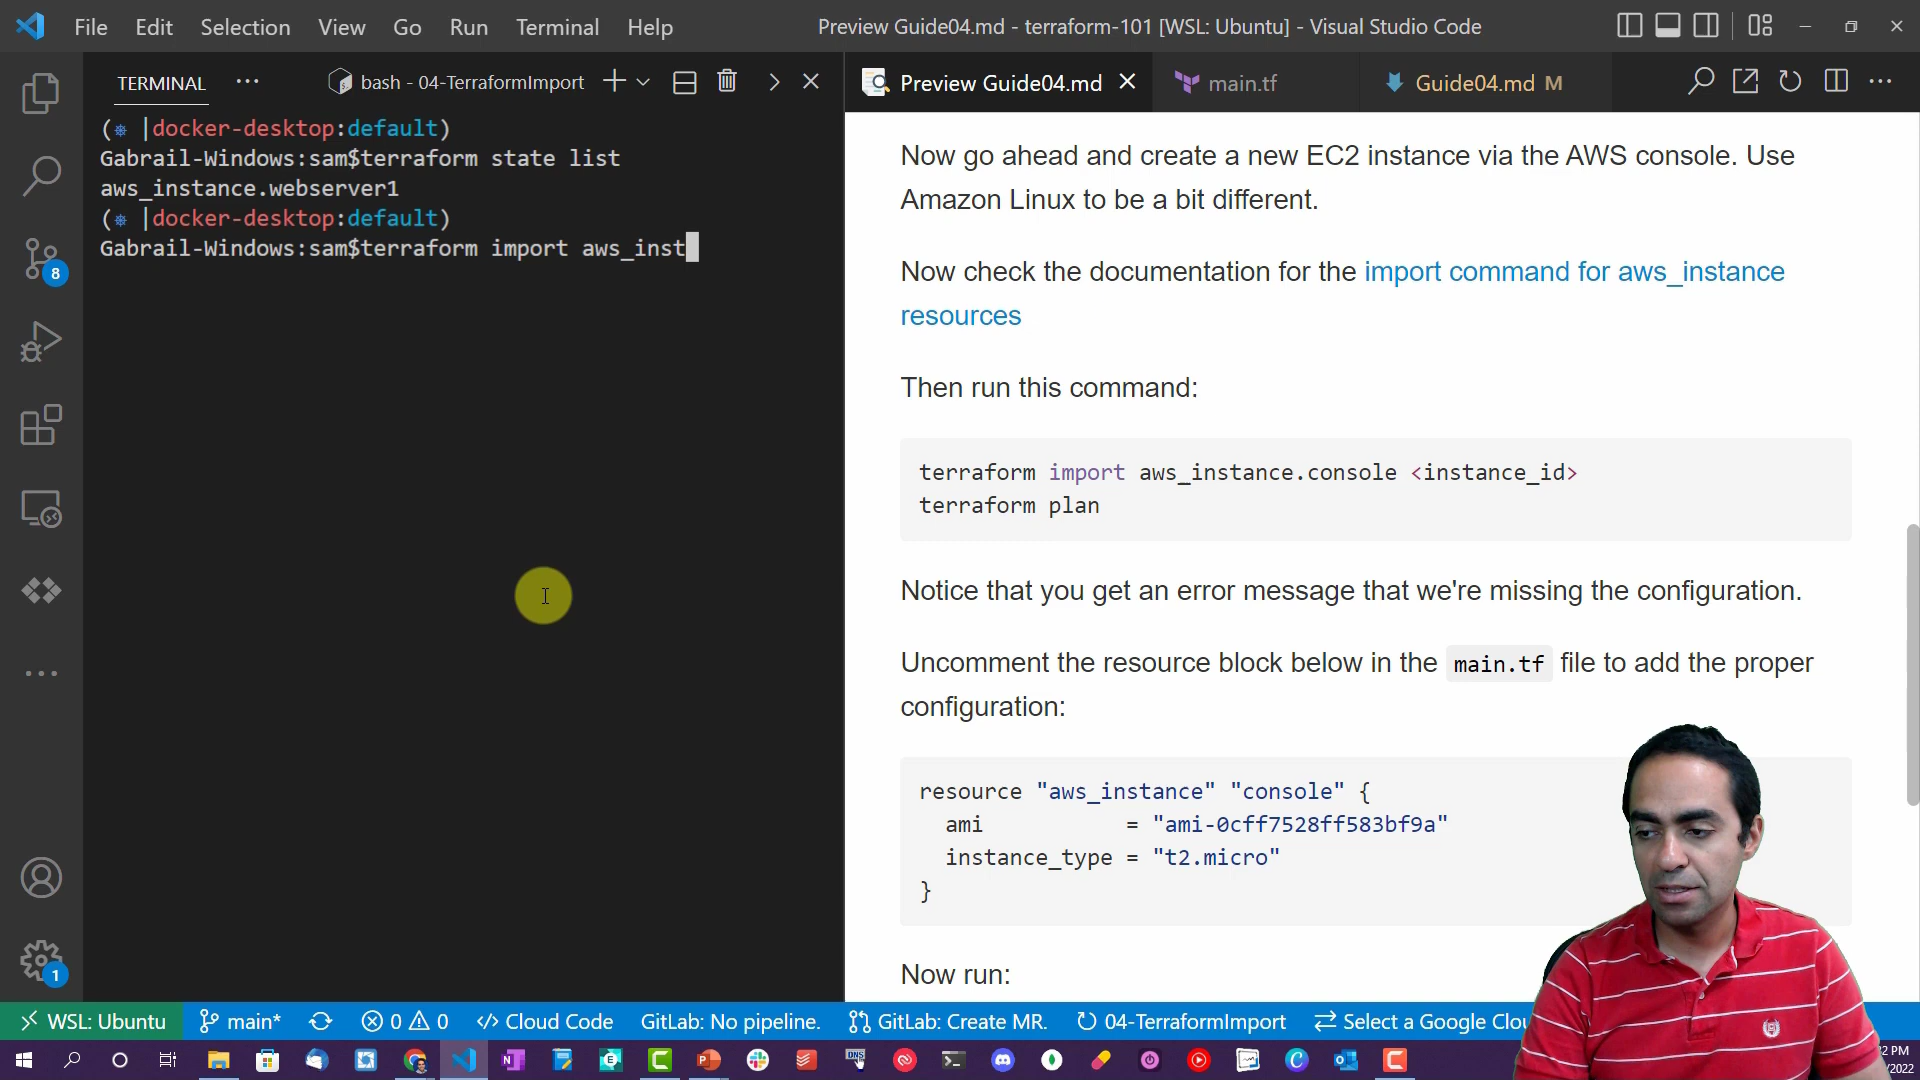 File Edit Selection View Go Run Terminal Help
Preview Guide04.md - terraform-101 [WSL: Ubuntu] - Visual Studio Code
TERMINAL
bash - 04-TerraformImport
Preview Guide04.md
main.tf
Guide04.md M
(⎈ |docker-desktop:default)
Gabrail-Windows:sam$terraform state list
aws_instance.webserver1
(⎈ |docker-desktop:default)
Gabrail-Windows:sam$terraform import aws_inst
8
1
Now go ahead and create a new EC2 instance via the AWS console. Use
Amazon Linux to be a bit different.
Now check the documentation for the import command for aws_instance
resources
Then run this command:
terraform import aws_instance.console <instance_id>
terraform plan
Notice that you get an error message that we're missing the configuration.
Uncomment the resource block below in the main.tf file to add the proper
configuration:
resource "aws_instance" "console" {
ami = "ami-0cff7528ff583bf9a"
instance_type = "t2.micro"
}
Now run:
WSL: Ubuntu main* 0 0 Cloud Code GitLab: No pipeline. GitLab: Create MR. 04-TerraformImport Select a Google Clou
DNS
2 PM
/2022